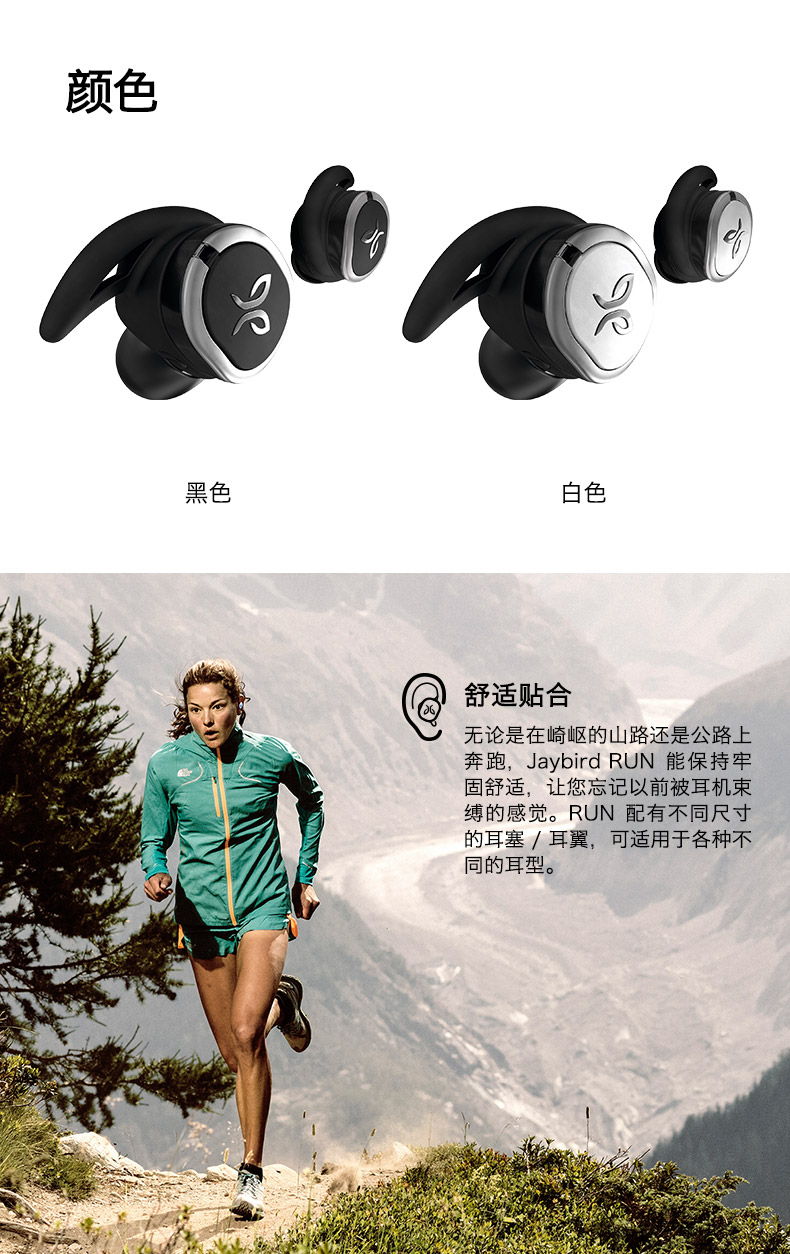 颜色
黑色
白色
舒适贴合
无论是在崎岖的山路还是公路上
奔跑，Jaybird RUN 能保持牢
固舒适，让您忘记以前被耳机束
缚的感觉。RUN 配有不同尺寸
的耳塞 / 耳翼，可适用于各种不
同的耳型。